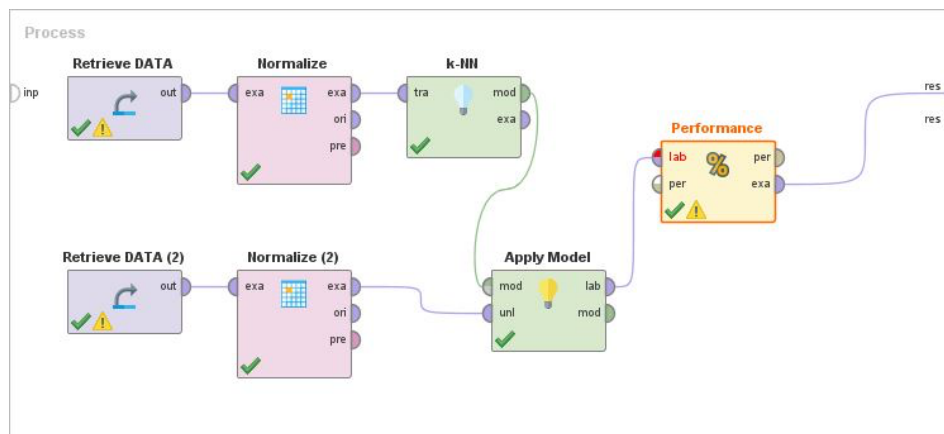 Process
inp
Retrieve DATA
out
Normalize
exa exa
ori
pre
k-NN
tra mod
exa
Performance
lab per
per exa
%
res
res
Retrieve DATA (2)
out
Normalize (2)
exa exa
ori
pre
Apply Model
mod lab
unl mod